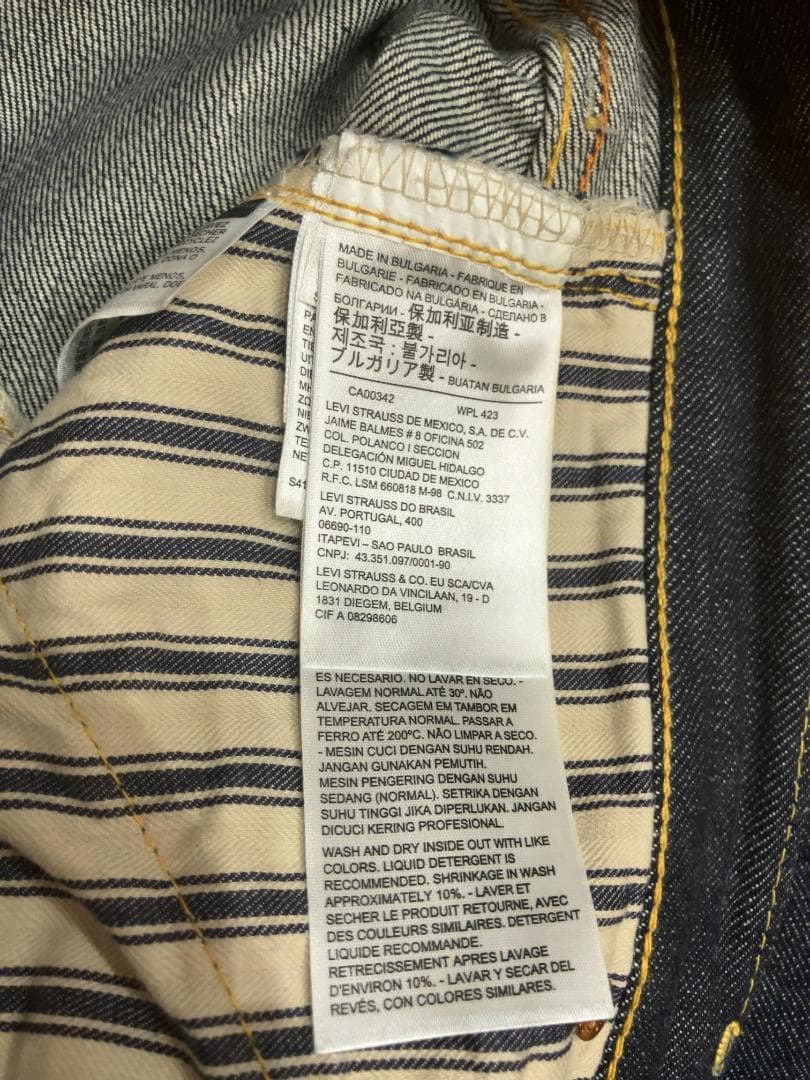 MADE IN BULGARIA - FABRIQUE EN
BULGARIE - FABRICADO EN BULGARIA -
FABRICADO NA BULGÁRIA - СДЕЛАНО В
БОЛГАРИИ - 保加利亚制造 -
保加利亞製 -
제조국 : 불가리아 -
ブルガリア製 - BUATAN BULGARIA
CA00342 WPL 423
LEVI STRAUSS DE MEXICO, S.A. DE C.V.
JAIME BALMES # 8 OFICINA 502
COL. POLANCO I SECCION
DELEGACIÓN MIGUEL HIDALGO
C.P. 11510 CIUDAD DE MEXICO
R.F.C. LSM 660818 M-98 C.N.I.V. 3337
LEVI STRAUSS DO BRASIL
AV. PORTUGAL, 400
06690-110
ITAPEVI – SAO PAULO BRASIL
CNPJ: 43.351.097/0001-90
LEVI STRAUSS & CO. EU SCA/CVA
LEONARDO DA VINCILAAN, 19 - D
1831 DIEGEM, BELGIUM
CIF A 08298606
ES NECESARIO. NO LAVAR EN SECO. -
LAVAGEM NORMAL ATÉ 30º. NÃO
ALVEJAR. SECAGEM EM TAMBOR EM
TEMPERATURA NORMAL. PASSAR A
FERRO ATÉ 200ºC. NÃO LIMPAR A SECO.
- MESIN CUCI DENGAN SUHU RENDAH.
JANGAN GUNAKAN PEMUTIH.
MESIN PENGERING DENGAN SUHU
SEDANG (NORMAL). SETRIKA DENGAN
SUHU TINGGI JIKA DIPERLUKAN. JANGAN
DICUCI KERING PROFESIONAL.
WASH AND DRY INSIDE OUT WITH LIKE
COLORS. LIQUID DETERGENT IS
RECOMMENDED. SHRINKAGE IN WASH
APPROXIMATELY 10%. - LAVER ET
SECHER LE PRODUIT RETOURNE, AVEC
DES COULEURS SIMILAIRES. DETERGENT
LIQUIDE RECOMMANDE.
RETRECISSEMENT APRES LAVAGE
D'ENVIRON 10%. - LAVAR Y SECAR DEL
REVÉS, CON COLORES SIMILARES.